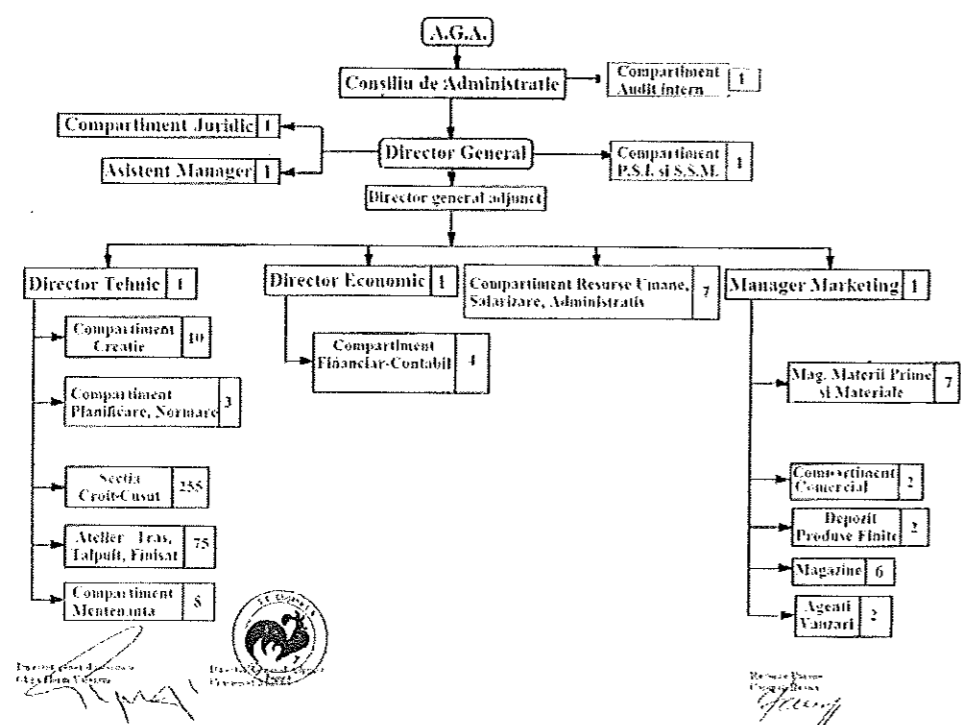 A.G.A.
Consiliu de Administratie
Compartiment 1
Audit intern
Compartiment Juridic 1
Director General
Asistent Manager 1
Compartiment 1
P.S.I. si S.S.M.
Director general adjunct
Director Tehnic 1
Director Economic 1
Compartiment Resurse Umane, 7
Salarizare, Administrativ
Manager Marketing 1
Compartiment 10
Creatie
Compartiment 3
Planificare, Normare
Sectia 255
Croit-Cusut
Atelier Tras, 75
Talpuit, Finisat
Compartiment 8
Mentenanta
Compartiment 4
Financiar-Contabil
Mag. Materii Prime 7
si Materiale
Compartiment 2
Comercial
Depozit 2
Produse Finite
Magazine 6
Agenti 2
Vanzari